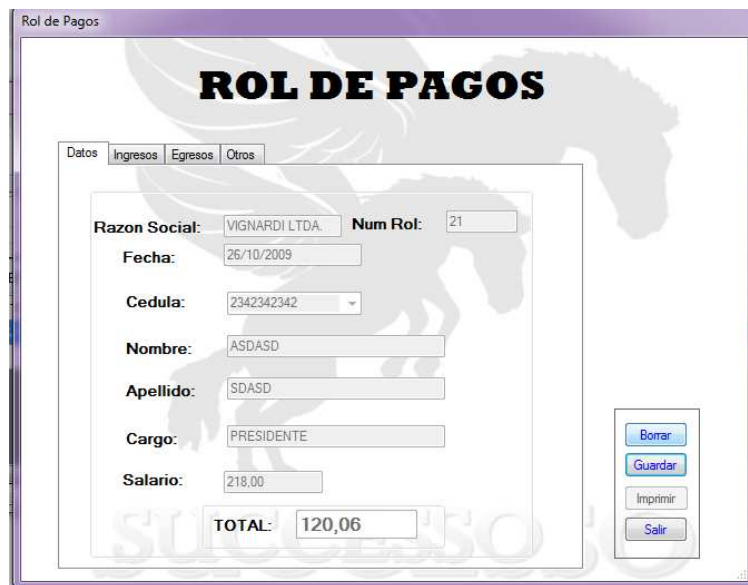 Rol de Pagos
ROL DE PAGOS
Datos Ingresos Egresos Otros
Razon Social: VIGNARDI LTDA. Num Rol: 21
Fecha: 26/10/2009
Cedula: 2342342342
Nombre: ASDASD
Apellido: SDASD
Cargo: PRESIDENTE
Salario: 218,00
TOTAL: 120,06
Borrar
Guardar
Imprimir
Salir